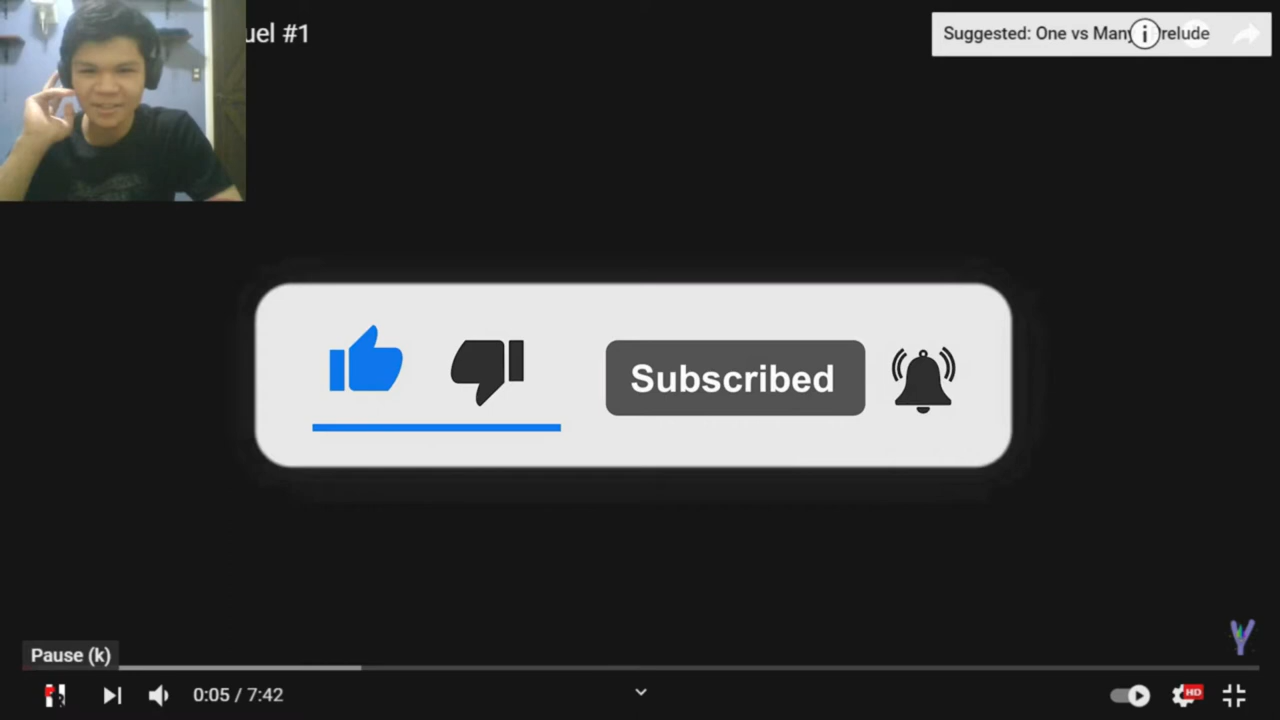 uel #1
Suggested: One vs Many relude
Subscribed
Pause (k)
0:05 / 7:42
HD